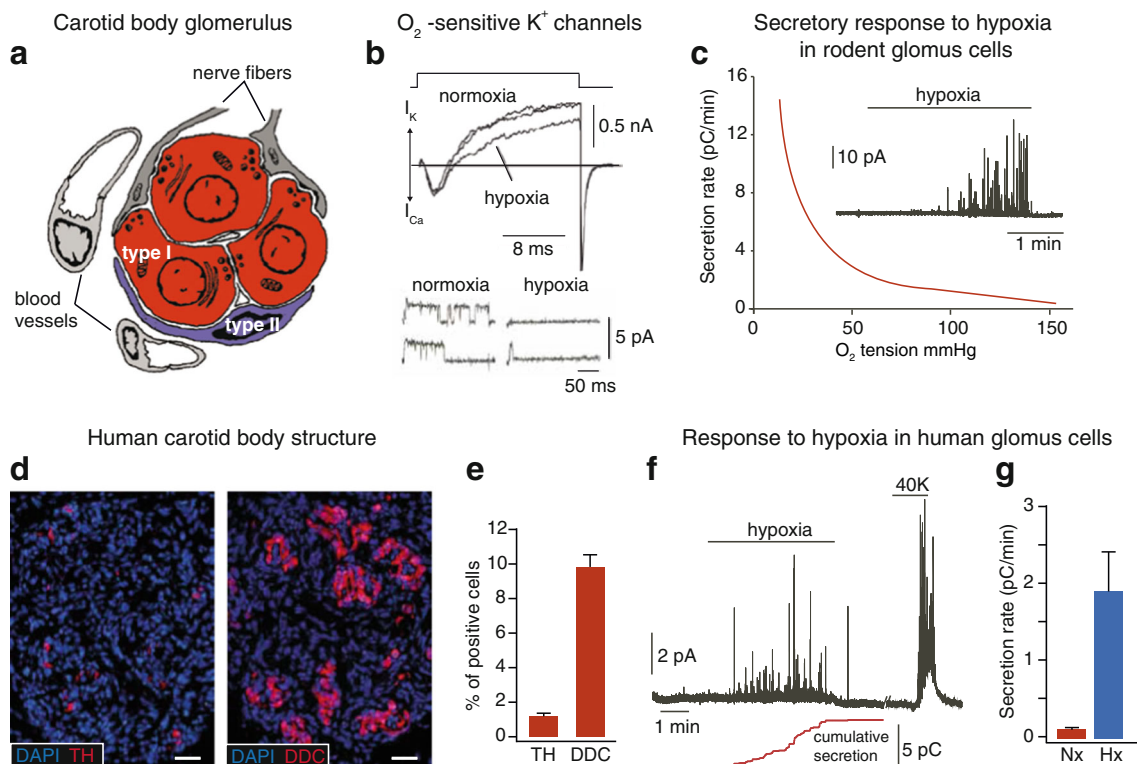 Carotid body glomerulus
a
nerve fibers
type I
type II
blood
vessels
O₂ -sensitive K⁺ channels
b
normoxia
I_K
0.5 nA
hypoxia
I_Ca
8 ms
normoxia
hypoxia
5 pA
50 ms
Secretory response to hypoxia
in rodent glomus cells
c
16
12
8
4
0
Secretion rate (pC/min)
hypoxia
10 pA
1 min
0
50
100
150
O₂ tension mmHg
Human carotid body structure
d
DAPI TH
DAPI DDC
e
12
10
8
6
4
2
0
% of positive cells
TH
DDC
Response to hypoxia in human glomus cells
f
40K
hypoxia
2 pA
1 min
cumulative
secretion
5 pC
g
3
2
1
0
Secretion rate (pC/min)
Nx
Hx